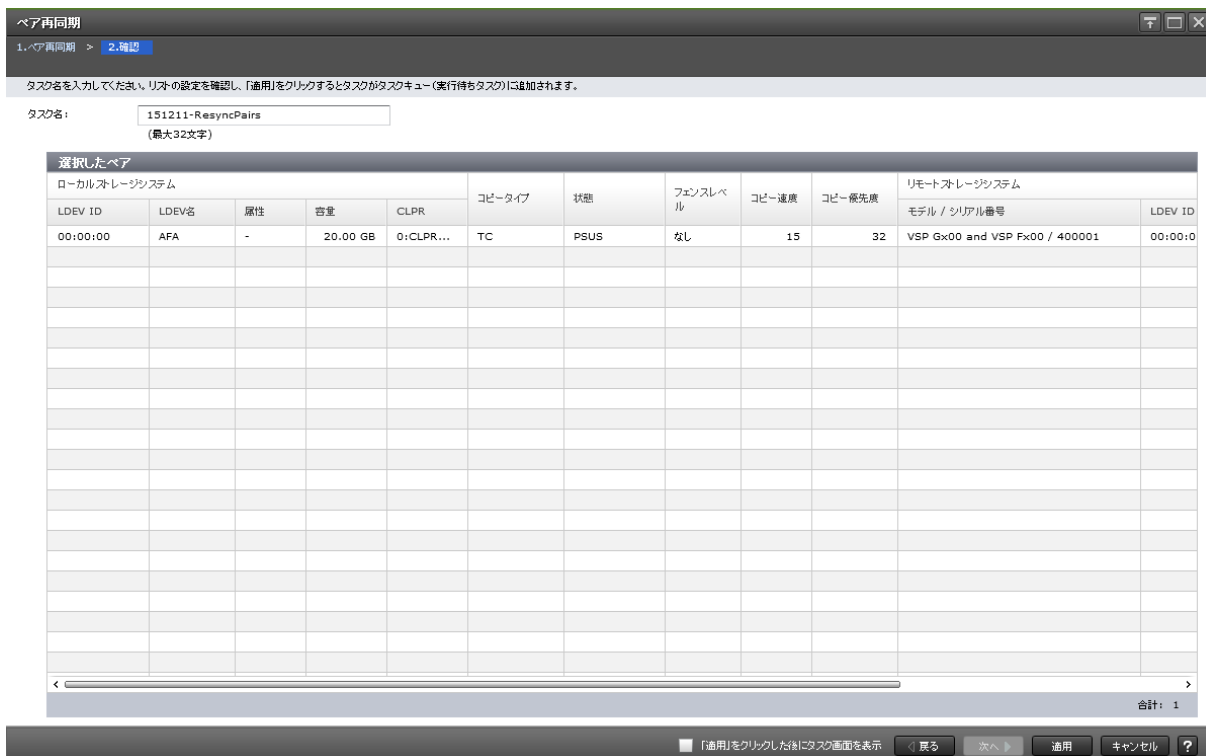 ペア再同期
1.ペア再同期 > 2.確認
タスク名を入力してください。リストの設定を確認し、「適用」をクリックするとタスクがタスクキュー(実行待ちタスク)に追加されます。
タスク名: 151211-ResyncPairs
(最大32文字)
選択したペア
ローカルストレージシステム コピータイプ 状態 フェンスレベル コピー速度 コピー優先度 リモートストレージシステム
LDEV ID LDEV名 属性 容量 CLPR モデル / シリアル番号 LDEV ID
00:00:00 AFA - 20.00 GB 0:CLPR... TC PSUS なし 15 32 VSP Gx00 and VSP Fx00 / 400001 00:00:0
合計: 1
「適用」をクリックした後にタスク画面を表示 戻る 次へ 適用 キャンセル ?